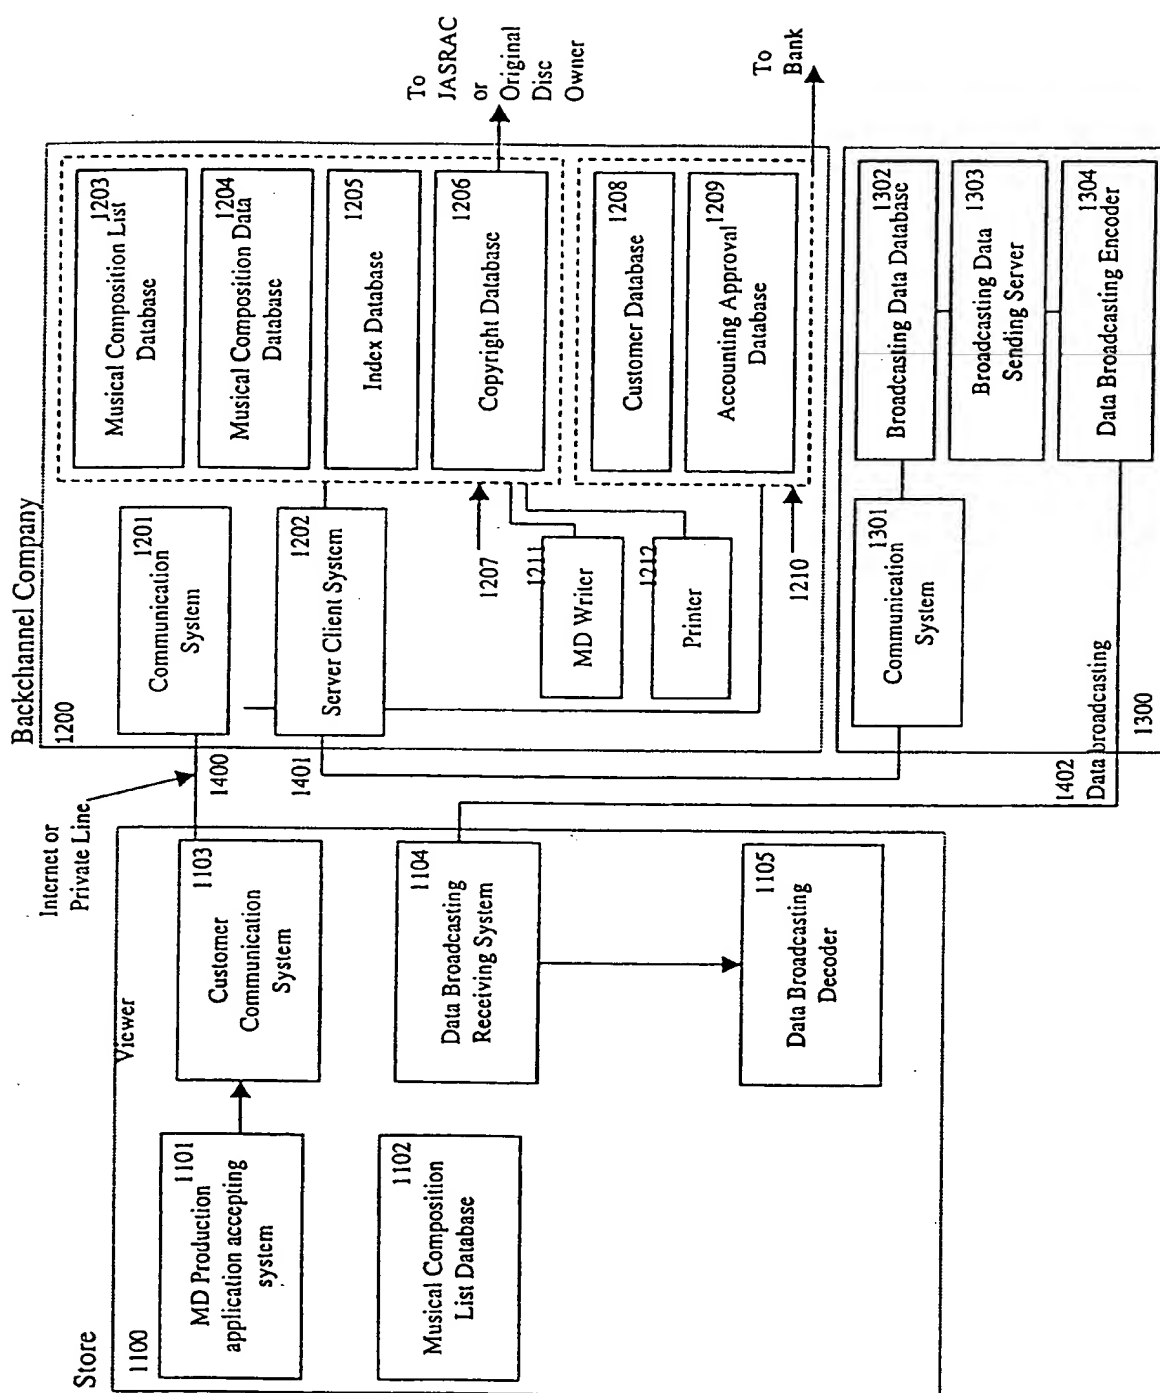 Store
1100
Viewer
1101
MD Production
application accepting
system
1102
Musical Composition
List Database
1103
Customer
Communication
System
1104
Data Broadcasting
Receiving System
1105
Data Broadcasting
Decoder
Internet or
Private Line
1400
1401
1402
Data broadcasting
Backchannel Company
1200
1201
Communication
System
1202
Server Client System
1203
Musical Composition List
Database
1204
Musical Composition Data
Database
1205
Index Database
1206
Copyright Database
1207
1208
Customer Database
1209
Accounting Approval
Database
1210
1211
MD Writer
1212
Printer
To
JASRAC
or
Original
Disc
Owner
To
Bank
1300
1301
Communication
System
1302
Broadcasting Data Database
1303
Broadcasting Data
Sending Server
1304
Data Broadcasting Encoder